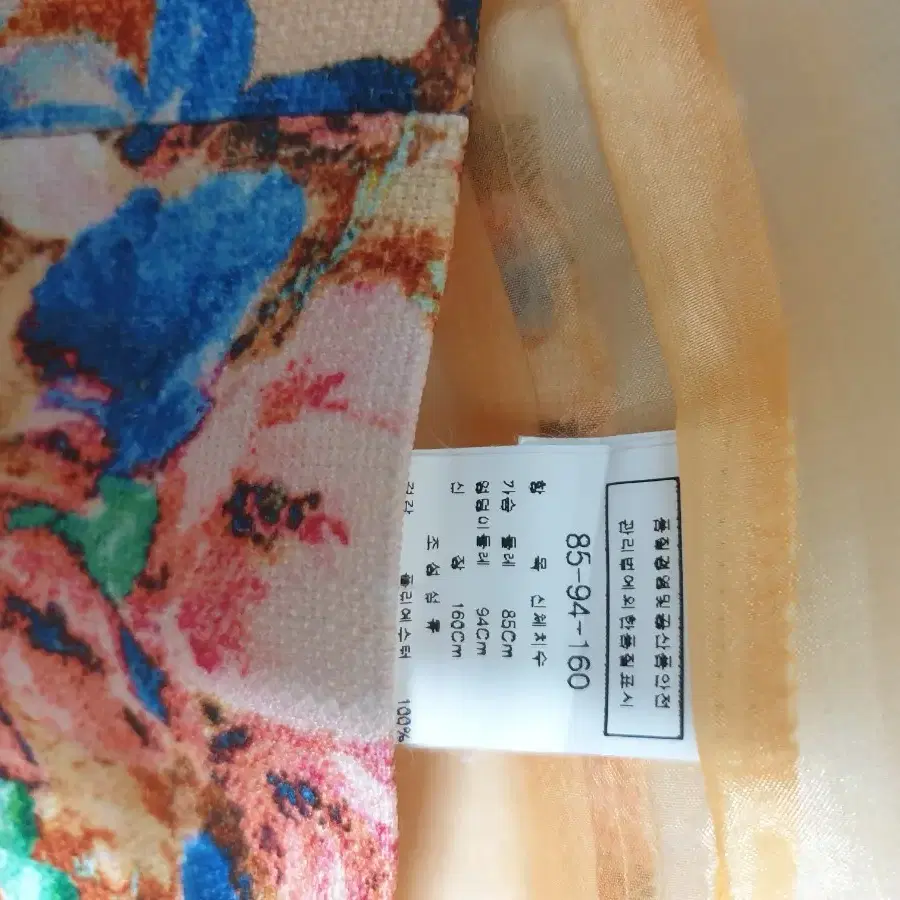 품질경영및공산품안전
관리법에의한품질표시
85-94-160
항 목 신체치수
가슴 둘레 85Cm
엉덩이둘레 94Cm
신 장 160Cm
조 성 섬 유
겉감 폴리에스터 100%